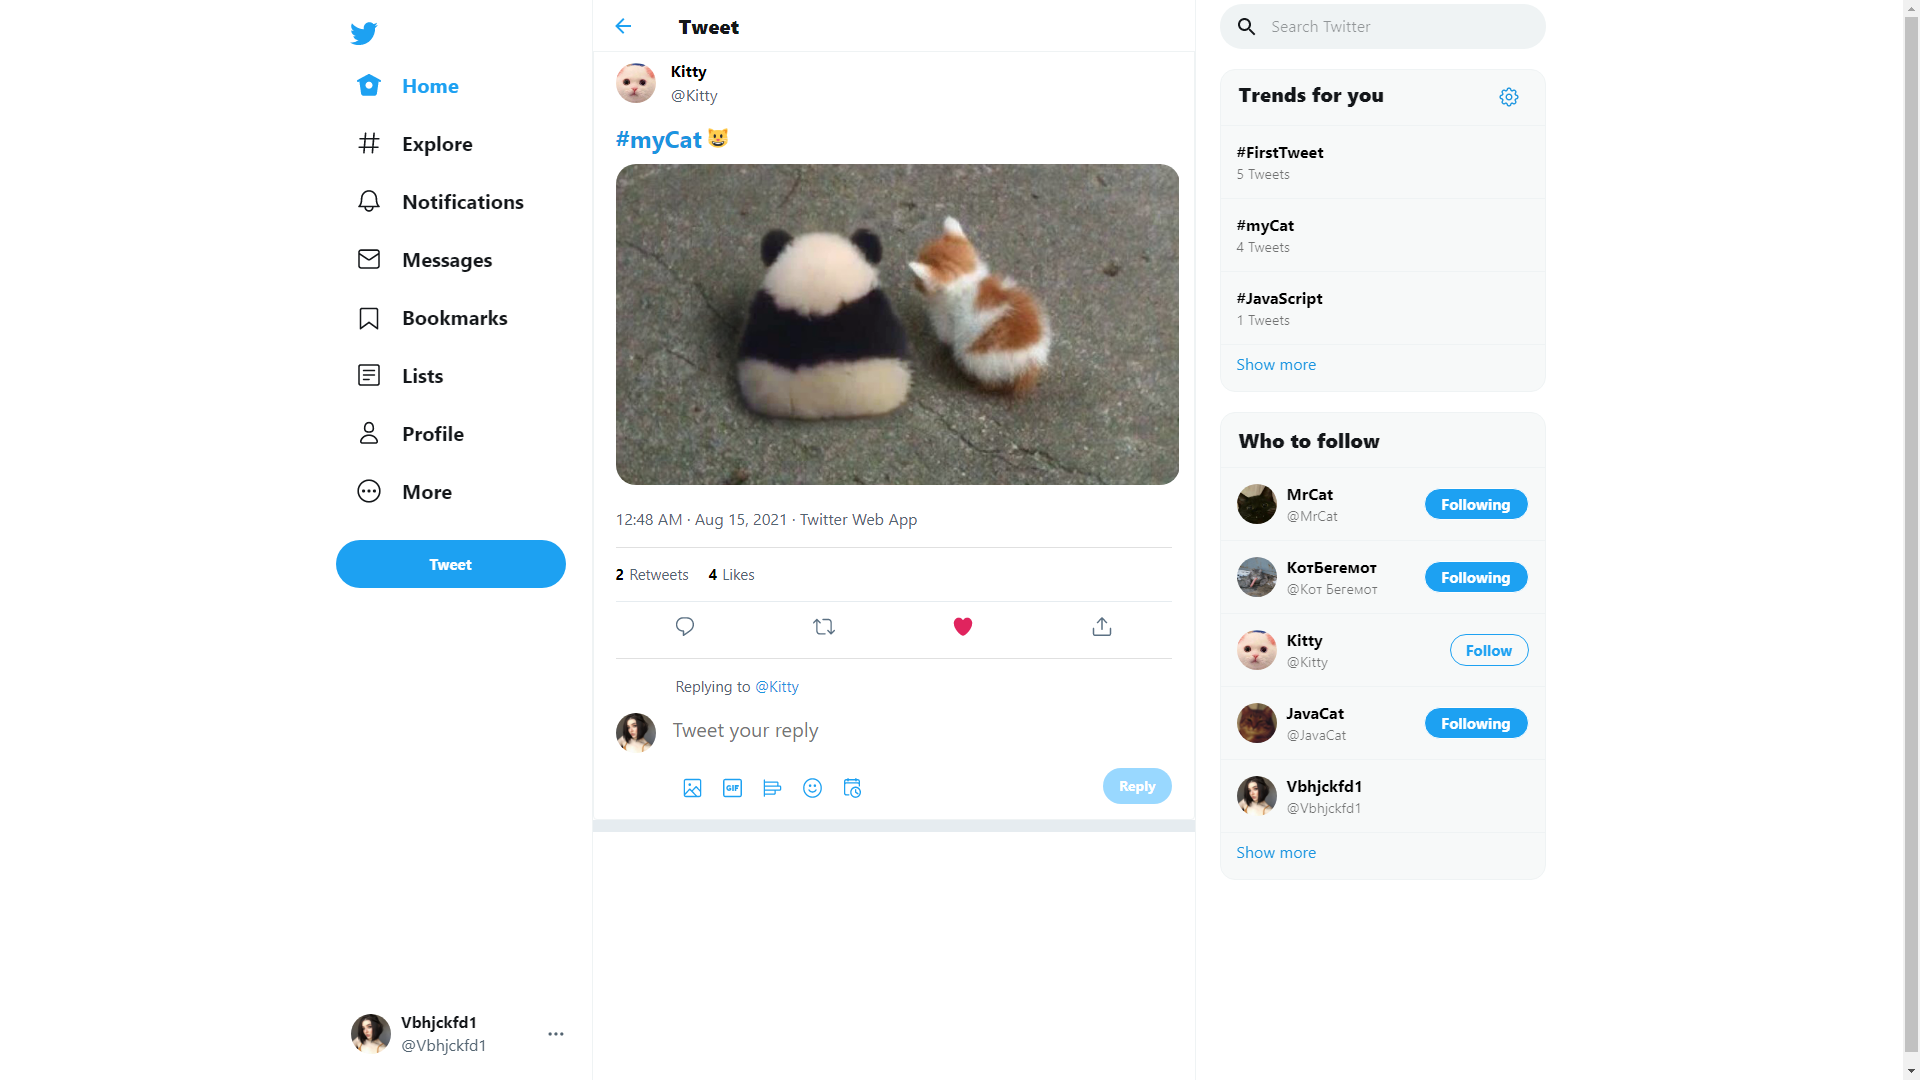 Home
Explore
Notifications
Messages
Bookmarks
Lists
Profile
More
Tweet
Vbhjckfd1
@Vbhjckfd1
Tweet
Kitty
@Kitty
#myCat
12:48 AM · Aug 15, 2021 · Twitter Web App
2 Retweets 4 Likes
Replying to @Kitty
Tweet your reply
GIF
Reply
Search Twitter
Trends for you
#FirstTweet
5 Tweets
#myCat
4 Tweets
#JavaScript
1 Tweets
Show more
Who to follow
MrCat
@MrCat
Following
КотБегемот
@Кот Бегемот
Following
Kitty
@Kitty
Follow
JavaCat
@JavaCat
Following
Vbhjckfd1
@Vbhjckfd1
Show more